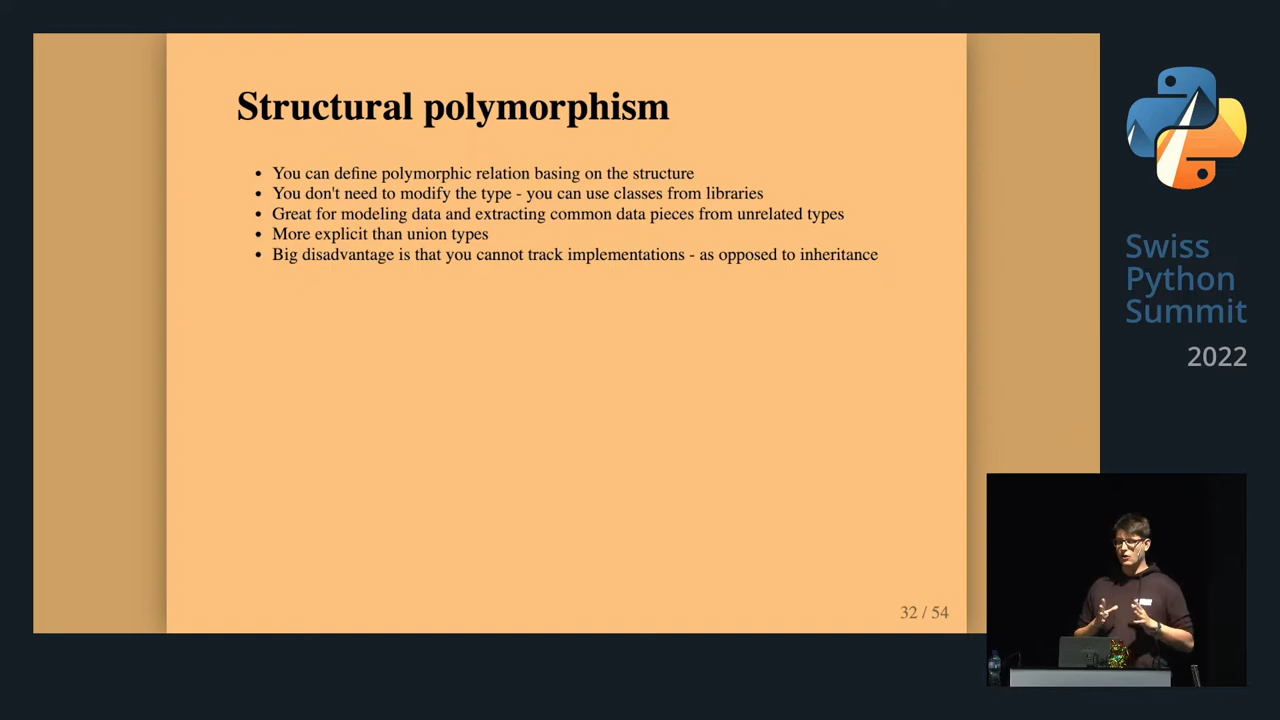 Structural polymorphism
You can define polymorphic relation basing on the structure
You don't need to modify the type - you can use classes from libraries
Great for modeling data and extracting common data pieces from unrelated types
More explicit than union types
Big disadvantage is that you cannot track implementations - as opposed to inheritance
32 / 54
Swiss
Python
Summit
2022